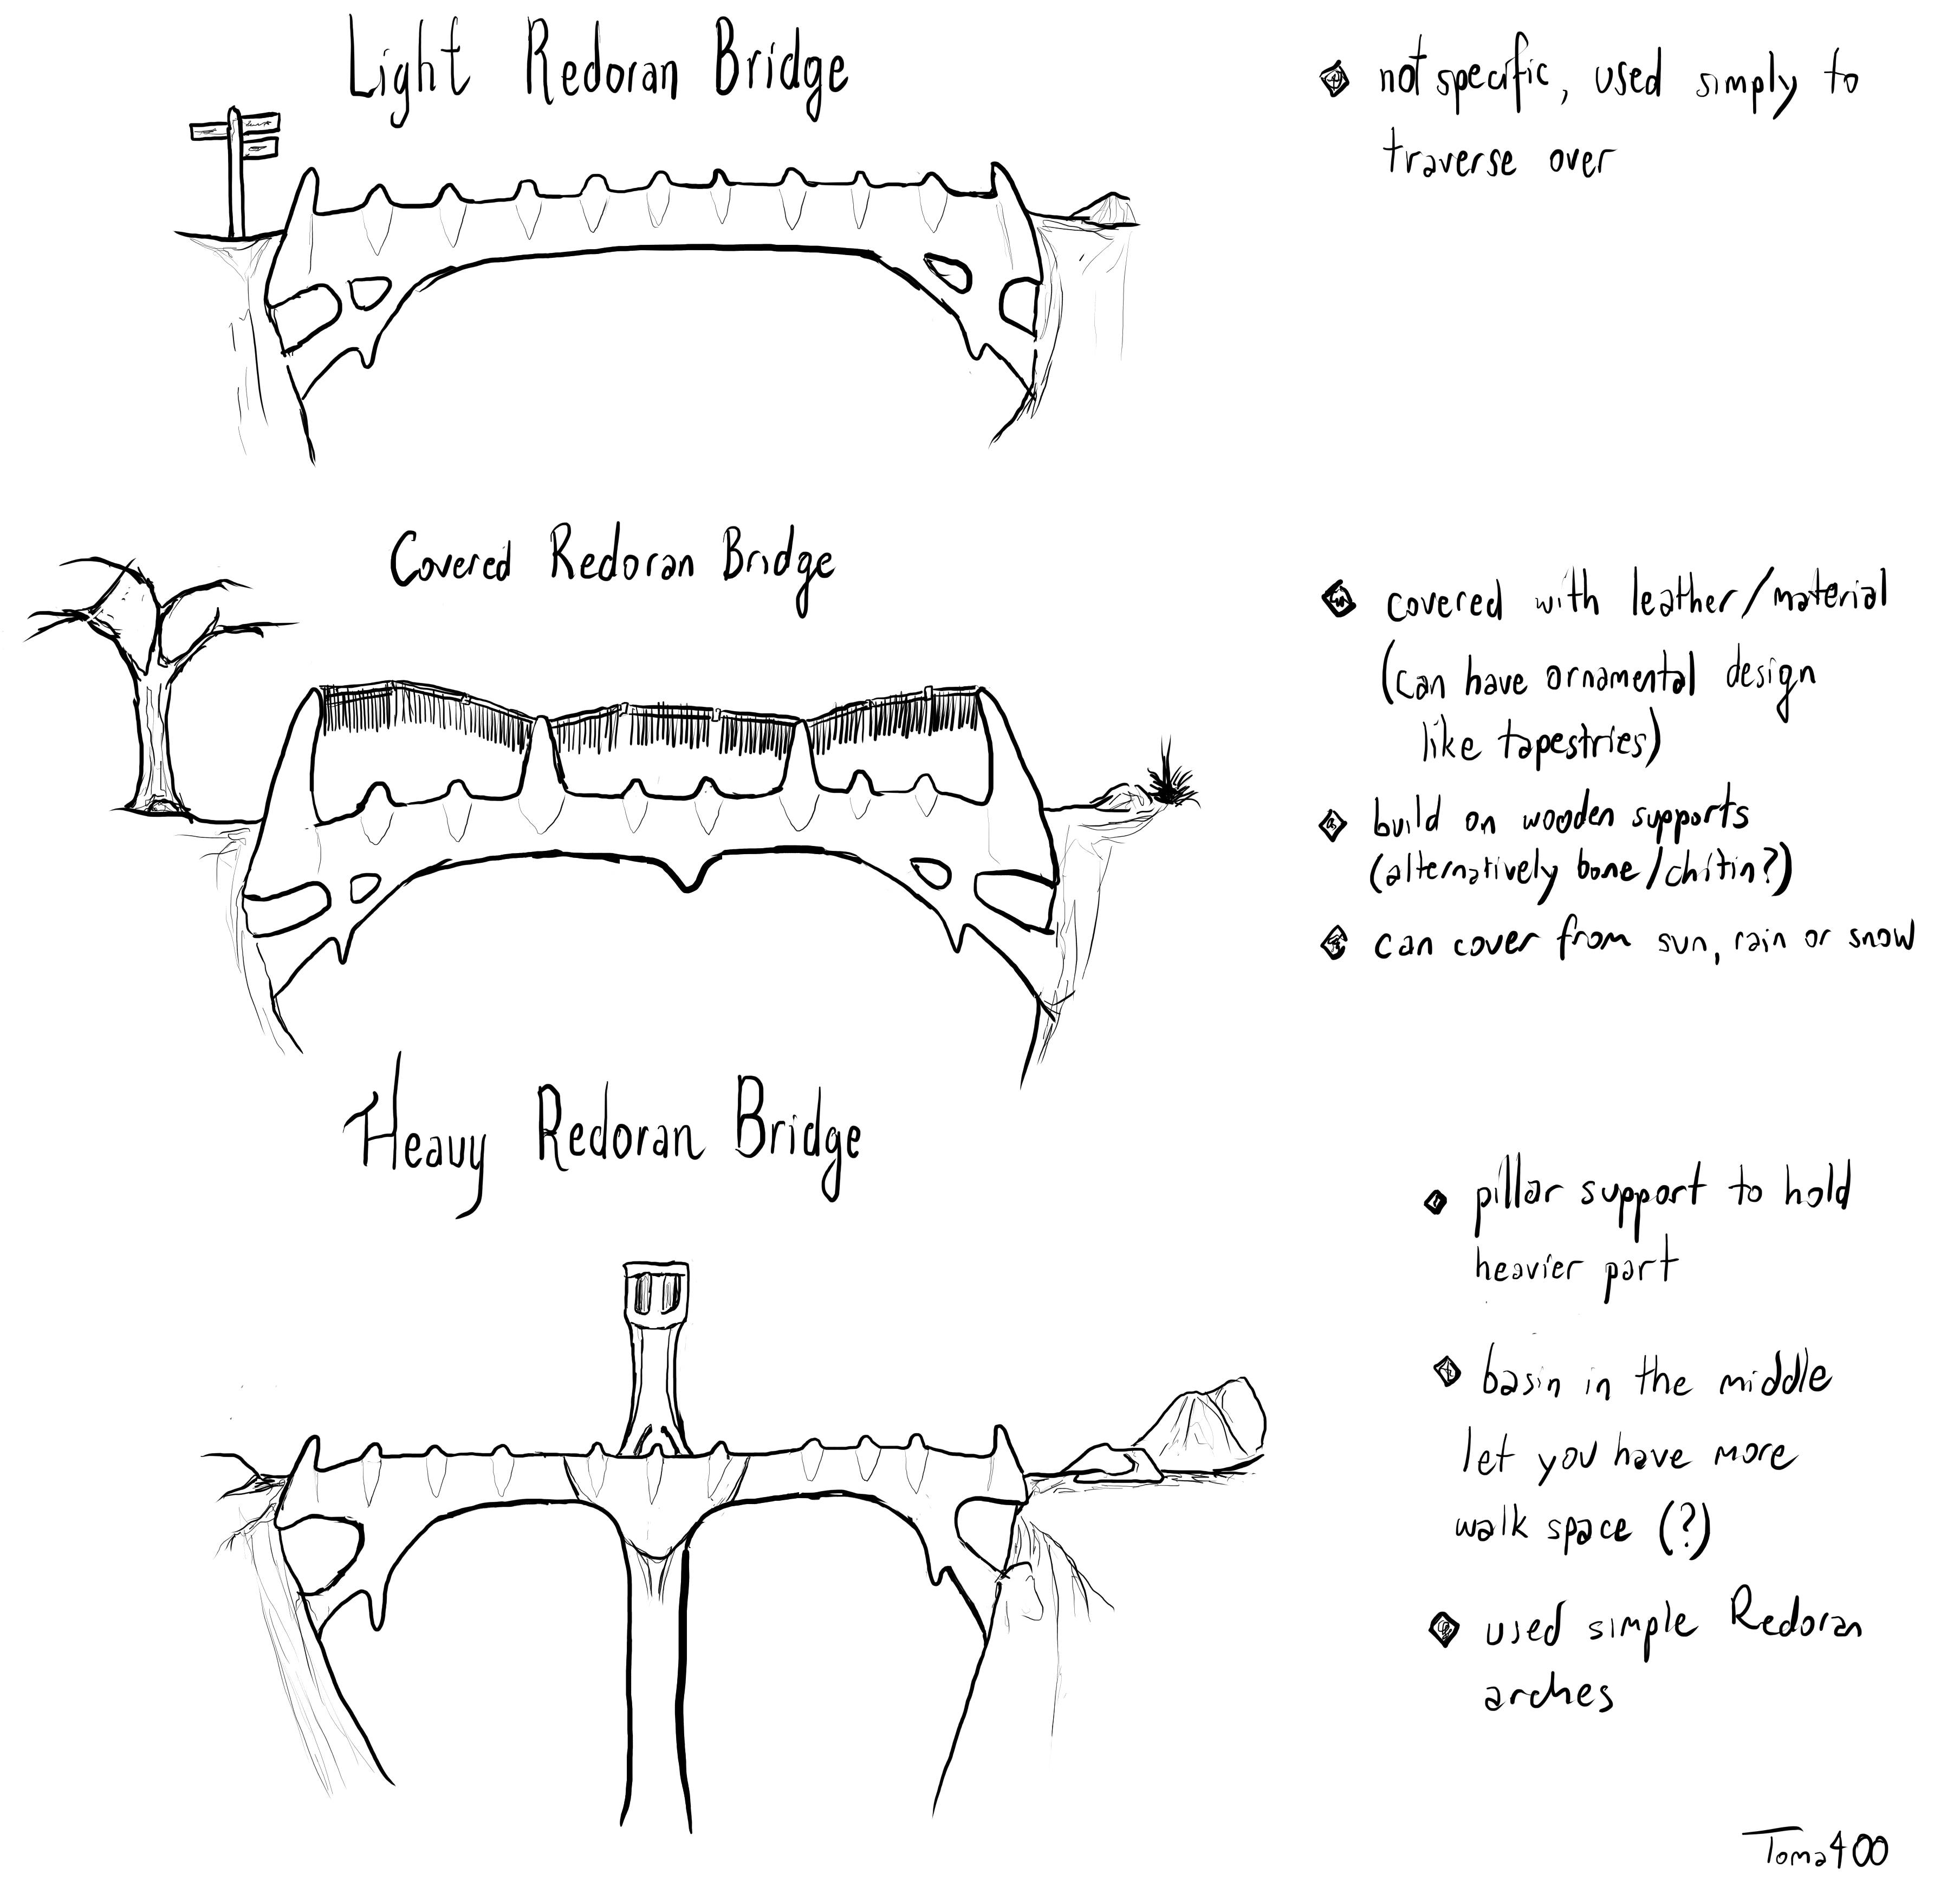 Light Redoran Bridge
not specific, used simply to
traverse over
Covered Redoran Bridge
covered with leather/material
(can have ornamental design
like tapestries)
build on wooden supports
(alternatively bone/chitin?)
can cover from sun, rain or snow
Heavy Redoran Bridge
pillar support to hold
heavier part
basin in the middle
let you have more
walk space (?)
used simple Redoran
arches
Toma400